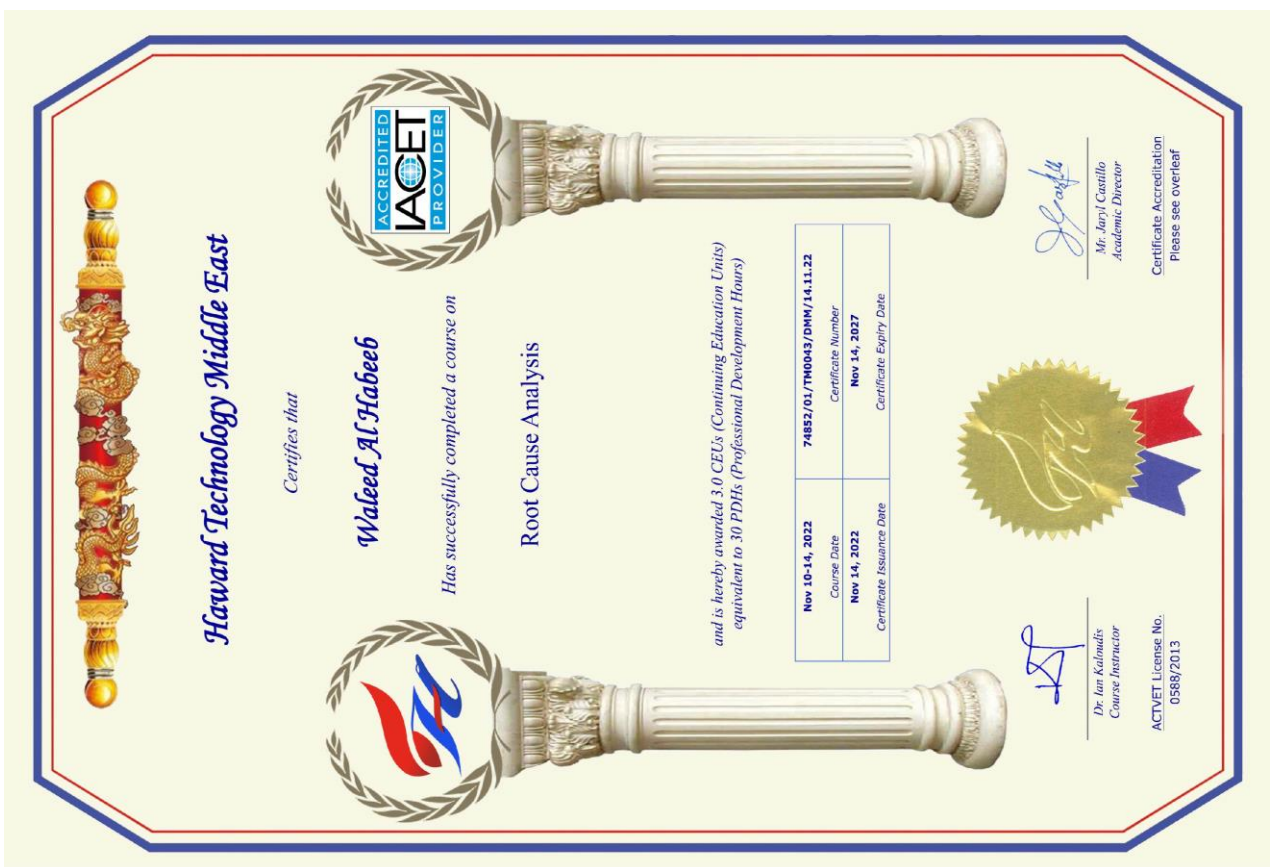 Haward Technology Middle East
Certifies that
ACCREDITED
IACET
PROVIDER
Waleed Al Habeeb
Has successfully completed a course on
Root Cause Analysis
and is hereby awarded 3.0 CEUs (Continuing Education Units)
equivalent to 30 PDHs (Professional Development Hours)
Nov 10-14, 2022 74852/01/TM0043/DMM/14.11.22
Course Date Certificate Number
Nov 14, 2022 Nov 14, 2027
Certificate Issuance Date Certificate Expiry Date
Dr. Ian Kaloudis
Course Instructor
Mr. Jaryl Castillo
Academic Director
ACTVET License No.
0588/2013
Certificate Accreditation
Please see overleaf